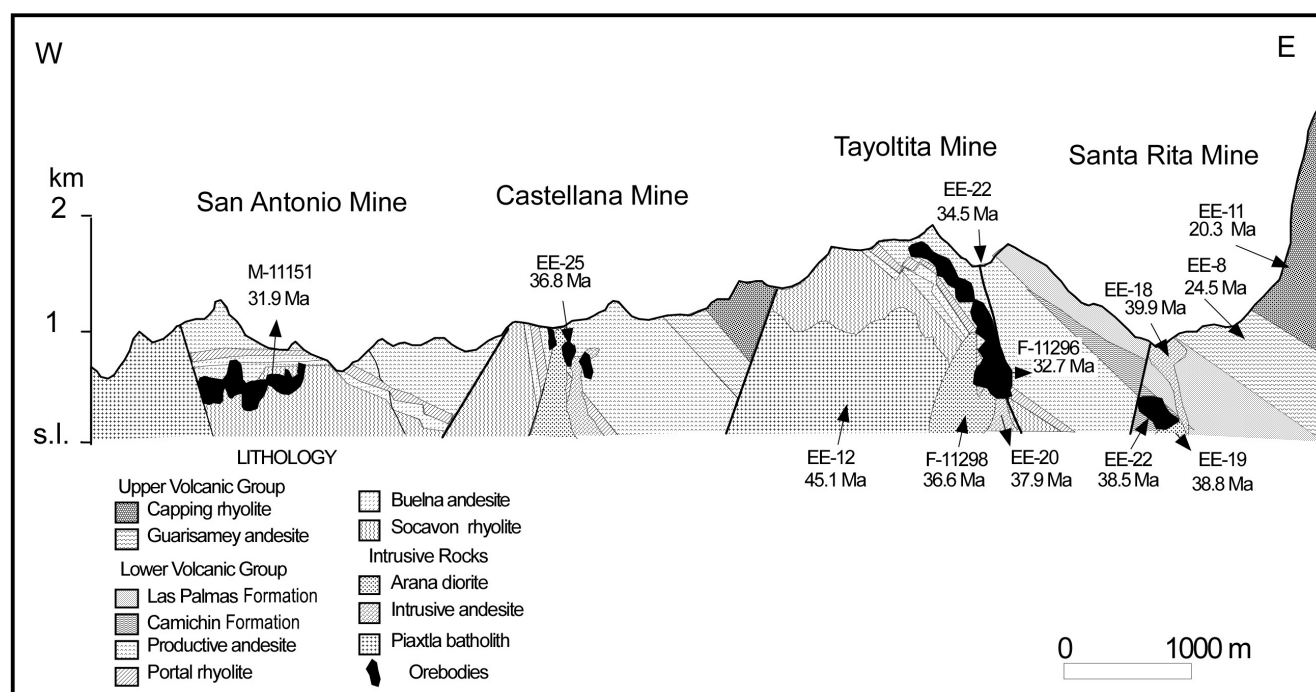 W
E
Tayoltita Mine
Santa Rita Mine
km
2
San Antonio Mine
Castellana Mine
EE-22
34.5 Ma
EE-11
20.3 Ma
M-11151
31.9 Ma
EE-25
36.8 Ma
EE-8
24.5 Ma
EE-18
39.9 Ma
1
F-11296
32.7 Ma
s.l.
EE-12
45.1 Ma
F-11298
36.6 Ma
EE-20
37.9 Ma
EE-22
38.5 Ma
EE-19
38.8 Ma
LITHOLOGY
Upper Volcanic Group
Capping rhyolite
Guarisamey andesite
Lower Volcanic Group
Las Palmas Formation
Camichin Formation
Productive andesite
Portal rhyolite
Buelna andesite
Socavon rhyolite
Intrusive Rocks
Arana diorite
Intrusive andesite
Piaxtla batholith
Orebodies
0 1000 m